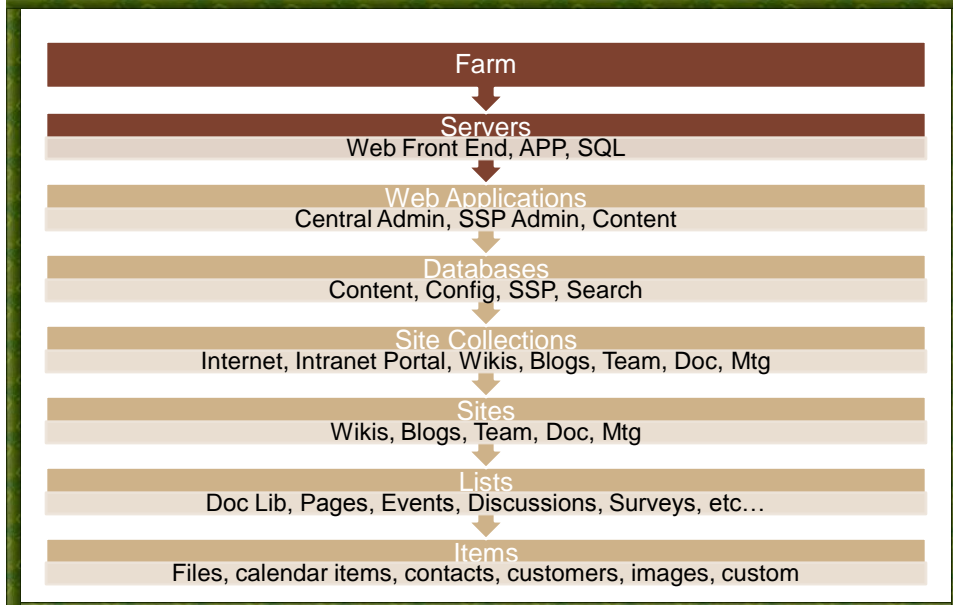 Farm
Servers
Web Front End, APP, SQL
Web Applications
Central Admin, SSP Admin, Content
Databases
Content, Config, SSP, Search
Site Collections
Internet, Intranet Portal, Wikis, Blogs, Team, Doc, Mtg
Sites
Wikis, Blogs, Team, Doc, Mtg
Lists
Doc Lib, Pages, Events, Discussions, Surveys, etc…
Items
Files, calendar items, contacts, customers, images, custom